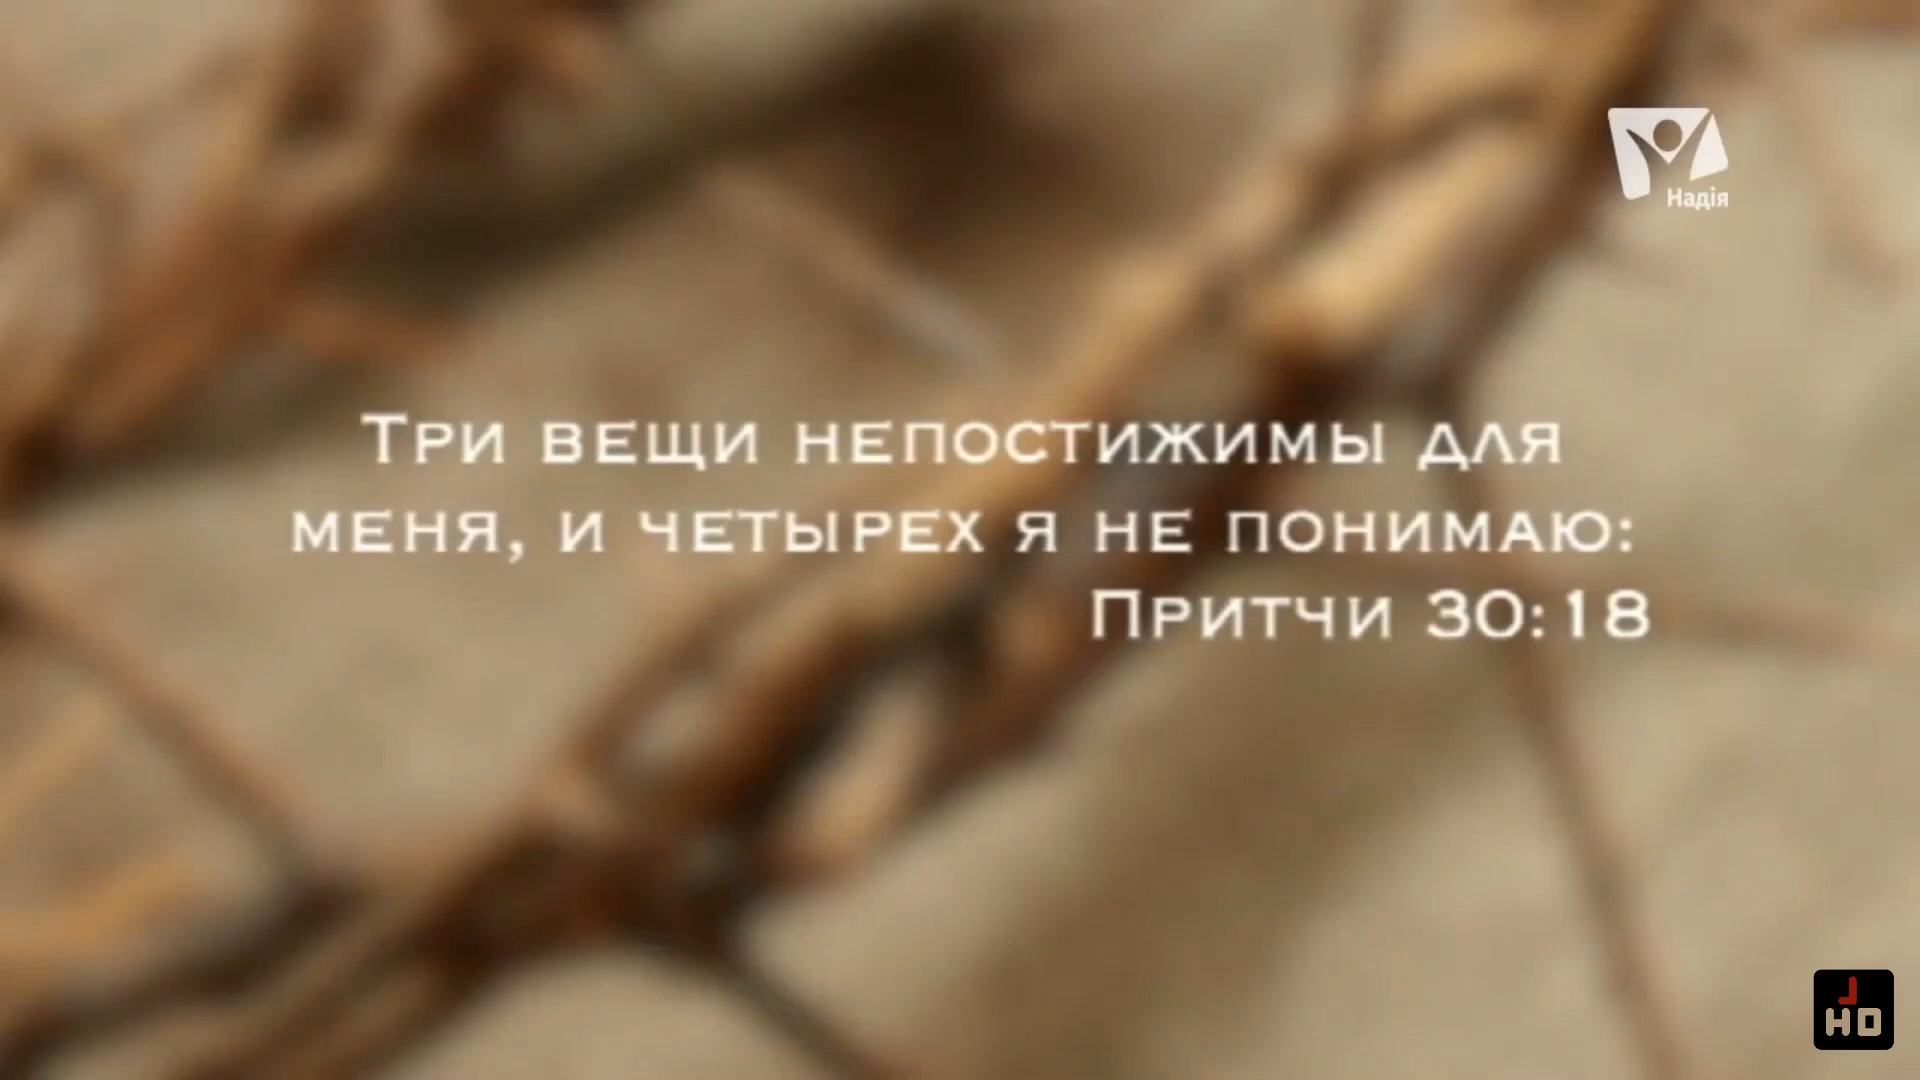 Надія
Три вещи непостижимы для
меня, и четырех я не понимаю:
Притчи 30:18
HD